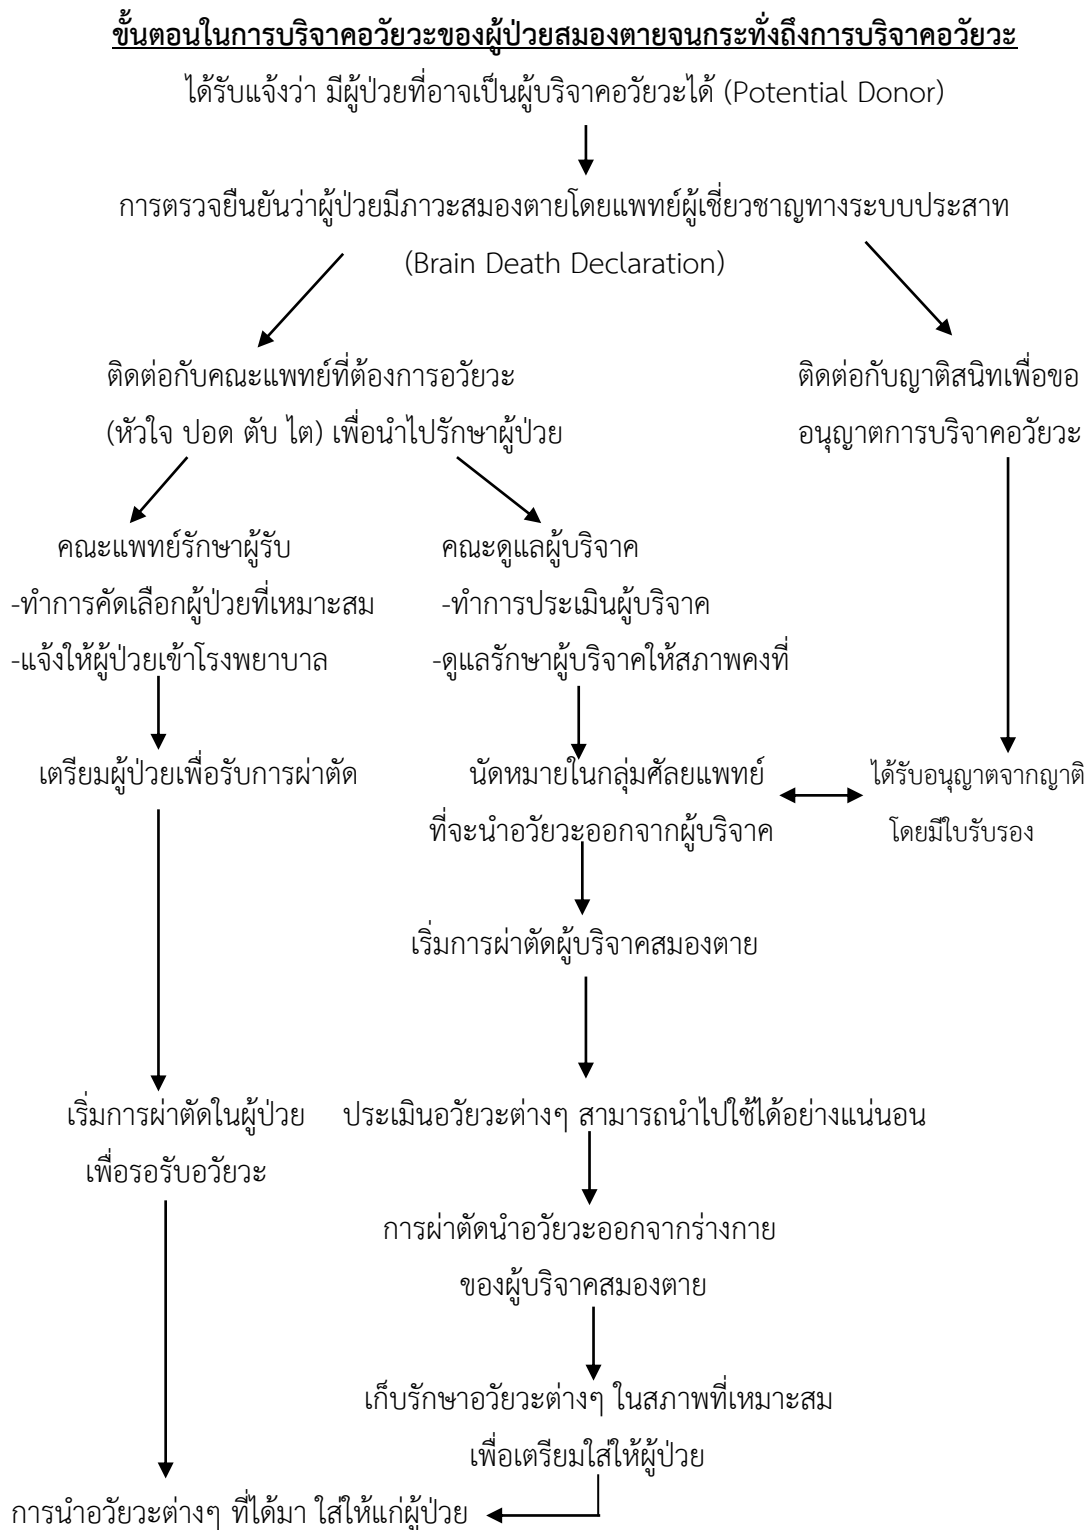 ขั้นตอนในการบริจาคอวัยวะของผู้ป่วยสมองตายจนกระทั่งถึงการบริจาคอวัยวะ
ได้รับแจ้งว่า มีผู้ป่วยที่อาจเป็นผู้บริจาคอวัยวะได้ (Potential Donor)
การตรวจยืนยันว่าผู้ป่วยมีภาวะสมองตายโดยแพทย์ผู้เชี่ยวชาญทางระบบประสาท
(Brain Death Declaration)
ติดต่อกับคณะแพทย์ที่ต้องการอวัยวะ
(หัวใจ ปอด ตับ ไต) เพื่อนำไปรักษาผู้ป่วย
ติดต่อกับญาติสนิทเพื่อขอ
อนุญาตการบริจาคอวัยวะ
คณะแพทย์รักษาผู้รับ
-ทำการคัดเลือกผู้ป่วยที่เหมาะสม
-แจ้งให้ผู้ป่วยเข้าโรงพยาบาล
คณะดูแลผู้บริจาค
-ทำการประเมินผู้บริจาค
-ดูแลรักษาผู้บริจาคให้สภาพคงที่
เตรียมผู้ป่วยเพื่อรับการผ่าตัด
นัดหมายในกลุ่มศัลยแพทย์
ที่จะนำอวัยวะออกจากผู้บริจาค
ได้รับอนุญาตจากญาติ
โดยมีใบรับรอง
เริ่มการผ่าตัดผู้บริจาคสมองตาย
เริ่มการผ่าตัดในผู้ป่วย
เพื่อรอรับอวัยวะ
ประเมินอวัยวะต่างๆ สามารถนำไปใช้ได้อย่างแน่นอน
การผ่าตัดนำอวัยวะออกจากร่างกาย
ของผู้บริจาคสมองตาย
เก็บรักษาอวัยวะต่างๆ ในสภาพที่เหมาะสม
เพื่อเตรียมใส่ให้ผู้ป่วย
การนำอวัยวะต่างๆ ที่ได้มา ใส่ให้แก่ผู้ป่วย